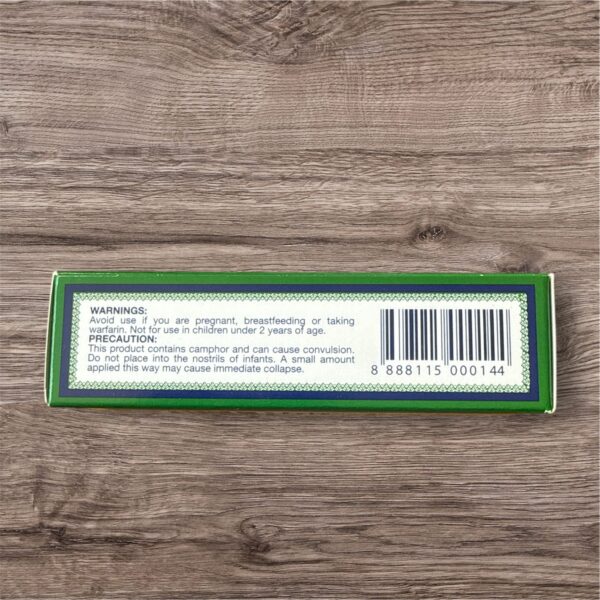 WARNINGS:
Avoid use if you are pregnant, breastfeeding or taking
warfarin. Not for use in children under 2 years of age.
PRECAUTION:
This product contains camphor and can cause convulsion.
Do not place into the nostrils of infants. A small amount
applied this way may cause immediate collapse.
8 888115 000144